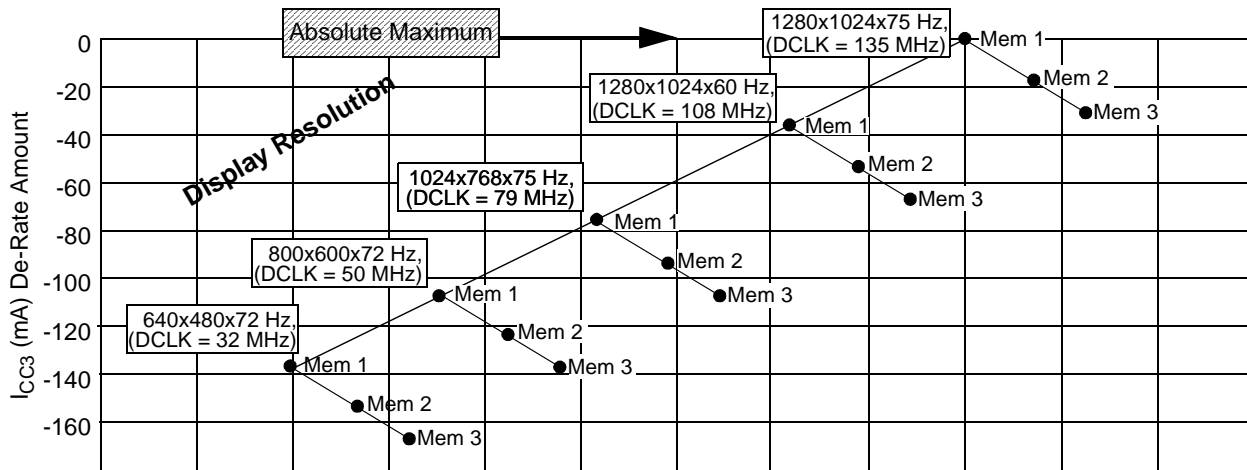 Absolute Maximum
1280x1024x75 Hz,
(DCLK = 135 MHz)
Mem 1
Mem 2
Mem 3
1280x1024x60 Hz,
(DCLK = 108 MHz)
Mem 1
Mem 2
Mem 3
Display Resolution
1024x768x75 Hz,
(DCLK = 79 MHz)
Mem 1
Mem 2
Mem 3
800x600x72 Hz,
(DCLK = 50 MHz)
Mem 1
Mem 2
Mem 3
640x480x72 Hz,
(DCLK = 32 MHz)
Mem 1
Mem 2
Mem 3
0
-20
-40
-60
-80
-100
-120
-140
-160
ICC3 (mA) De-Rate Amount